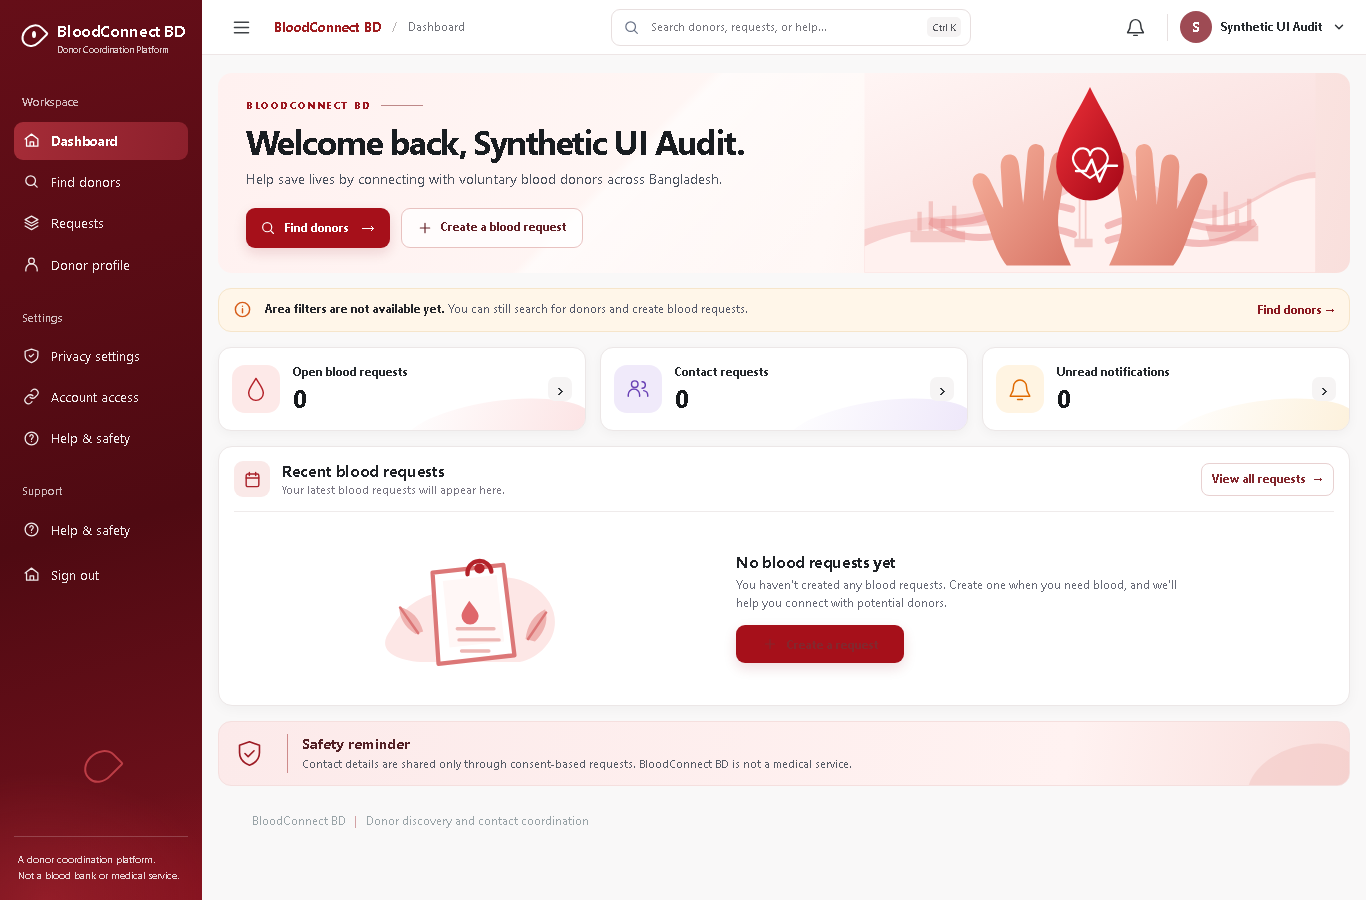 BloodConnect BD
Donor Coordination Platform
Workspace
Dashboard
Find donors
Requests
Donor profile
Settings
Privacy settings
Account access
Help & safety
Support
Help & safety
Sign out
A donor coordination platform.
Not a blood bank or medical service.
BloodConnect BD / Dashboard
Search donors, requests, or help... Ctrl K
S Synthetic UI Audit
BLOODCONNECT BD
Welcome back, Synthetic UI Audit.
Help save lives by connecting with voluntary blood donors across Bangladesh.
Find donors →
+ Create a blood request
Area filters are not available yet. You can still search for donors and create blood requests.
Find donors →
Open blood requests
0
Contact requests
0
Unread notifications
0
Recent blood requests
Your latest blood requests will appear here.
View all requests →
No blood requests yet
You haven't created any blood requests. Create one when you need blood, and we'll
help you connect with potential donors.
Create a request
Safety reminder
Contact details are shared only through consent-based requests. BloodConnect BD is not a medical service.
BloodConnect BD | Donor discovery and contact coordination